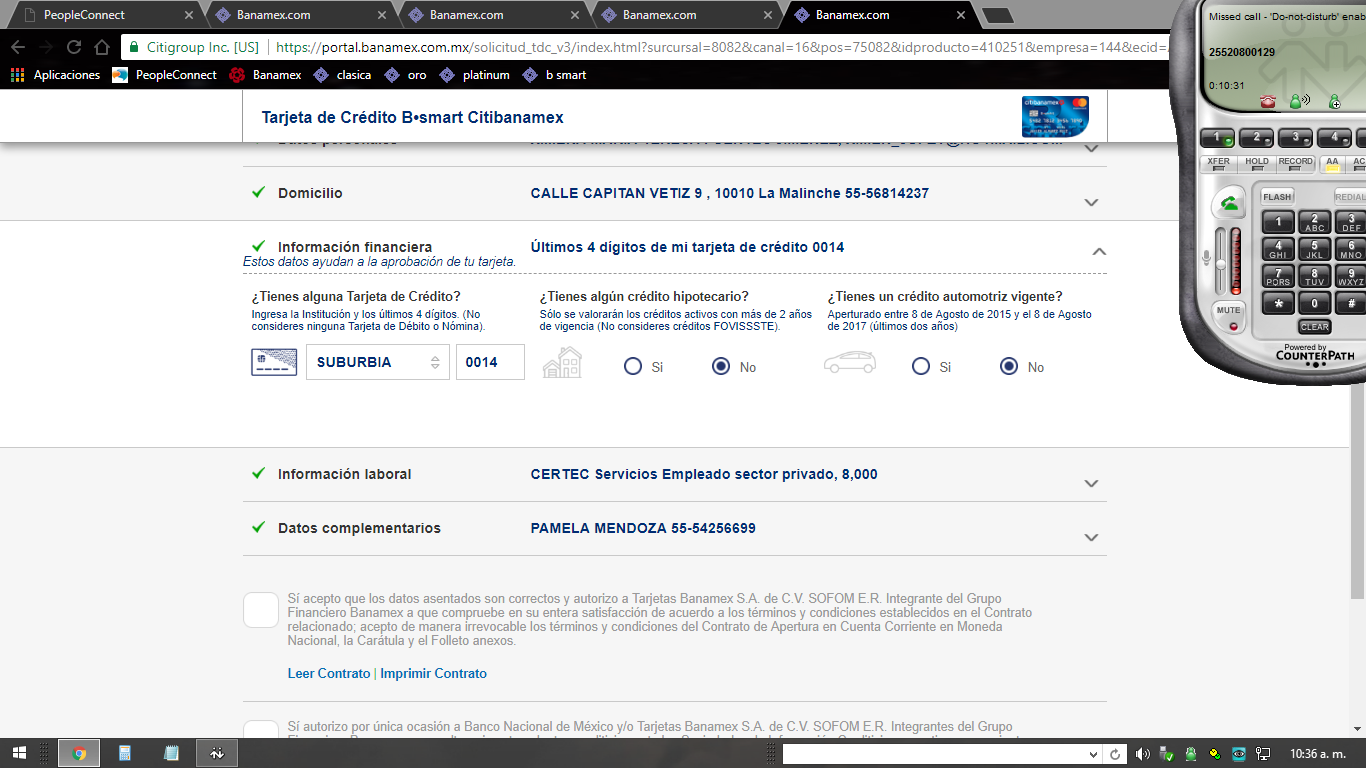 PeopleConnect
Banamex.com
Banamex.com
Banamex.com
Banamex.com
Citigroup Inc. [US]
https://portal.banamex.com.mx/solicitud_tdc_v3/index.html?sursursal=8082&canal=16&pos=75082&idproducto=410251&empresa=144&ecid=
Aplicaciones PeopleConnect Banamex clasica oro platinum b smart
Missed call - 'Do-not-disturb' enab
25520800129
0:10:31
1 2 3 4
XFER HOLD RECORD AA AC
FLASH REDIAL
1 2 ABC 3 DEF
4 GHI 5 JKL 6 MNO
7 PQRS 8 TUV 9 WXYZ
* 0 #
MUTE CLEAR
Powered by
COUNTERPATH
Tarjeta de Crédito B•smart Citibanamex
citibanamex
Domicilio CALLE CAPITAN VETIZ 9 , 10010 La Malinche 55-56814237
Información financiera Últimos 4 dígitos de mi tarjeta de crédito 0014
Estos datos ayudan a la aprobación de tu tarjeta.
¿Tienes alguna Tarjeta de Crédito? ¿Tienes algún crédito hipotecario? ¿Tienes un crédito automotriz vigente?
Ingresa la Institución y los últimos 4 dígitos. (No Sólo se valorarán los créditos activos con más de 2 años Aperturado entre 8 de Agosto de 2015 y el 8 de Agosto
consideres ninguna Tarjeta de Débito o Nómina). de vigencia (No consideres créditos FOVISSSTE). de 2017 (últimos dos años)
SUBURBIA 0014 Si No Si No
Información laboral CERTEC Servicios Empleado sector privado, 8,000
Datos complementarios PAMELA MENDOZA 55-54256699
Sí acepto que los datos asentados son correctos y autorizo a Tarjetas Banamex S.A. de C.V. SOFOM E.R. Integrante del Grupo
Financiero Banamex a que compruebe en su entera satisfacción de acuerdo a los términos y condiciones establecidos en el Contrato
relacionado; acepto de manera irrevocable los términos y condiciones del Contrato de Apertura en Cuenta Corriente en Moneda
Nacional, la Carátula y el Folleto anexos.
Leer Contrato | Imprimir Contrato
Sí autorizo por única ocasión a Banco Nacional de México y/o Tarjetas Banamex S.A. de C.V. SOFOM E.R. Integrantes del Grupo
10:36 a. m.